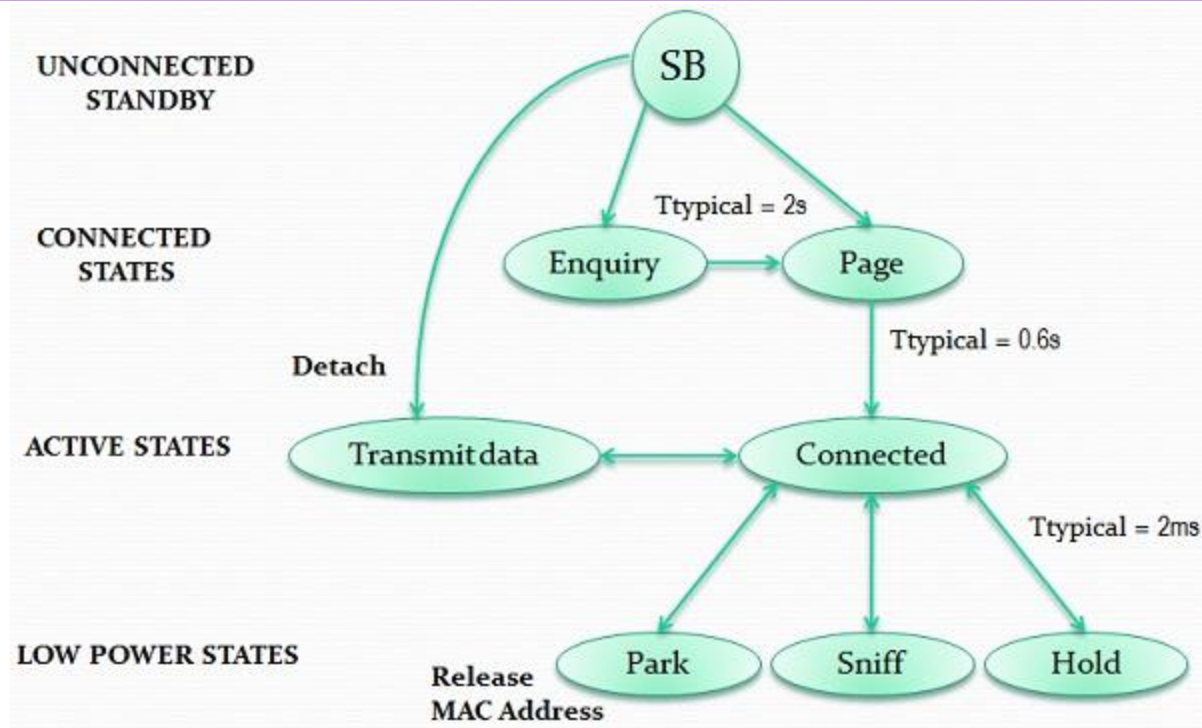 UNCONNECTED
STANDBY
SB
Ttypical = 2s
CONNECTED
STATES
Enquiry
Page
Ttypical = 0.6s
Detach
ACTIVE STATES
Transmit data
Connected
Ttypical = 2ms
LOW POWER STATES
Release
MAC Address
Park
Sniff
Hold